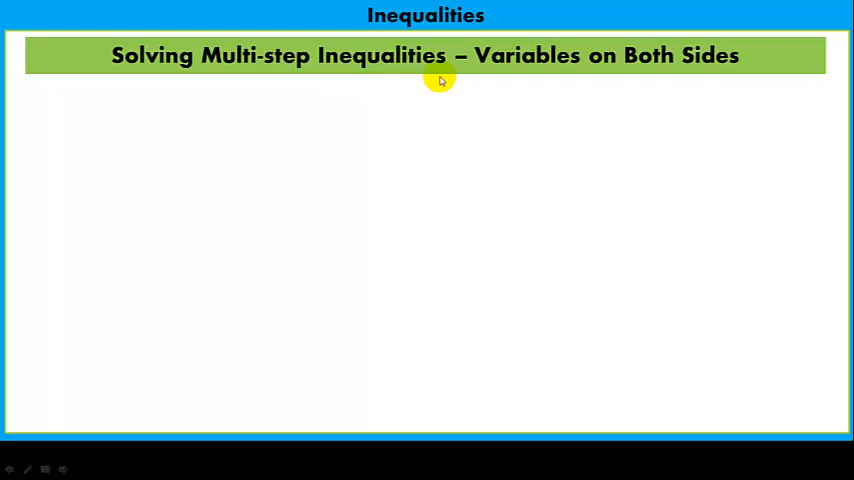 Inequalities
Solving Multi-step Inequalities – Variables on Both Sides